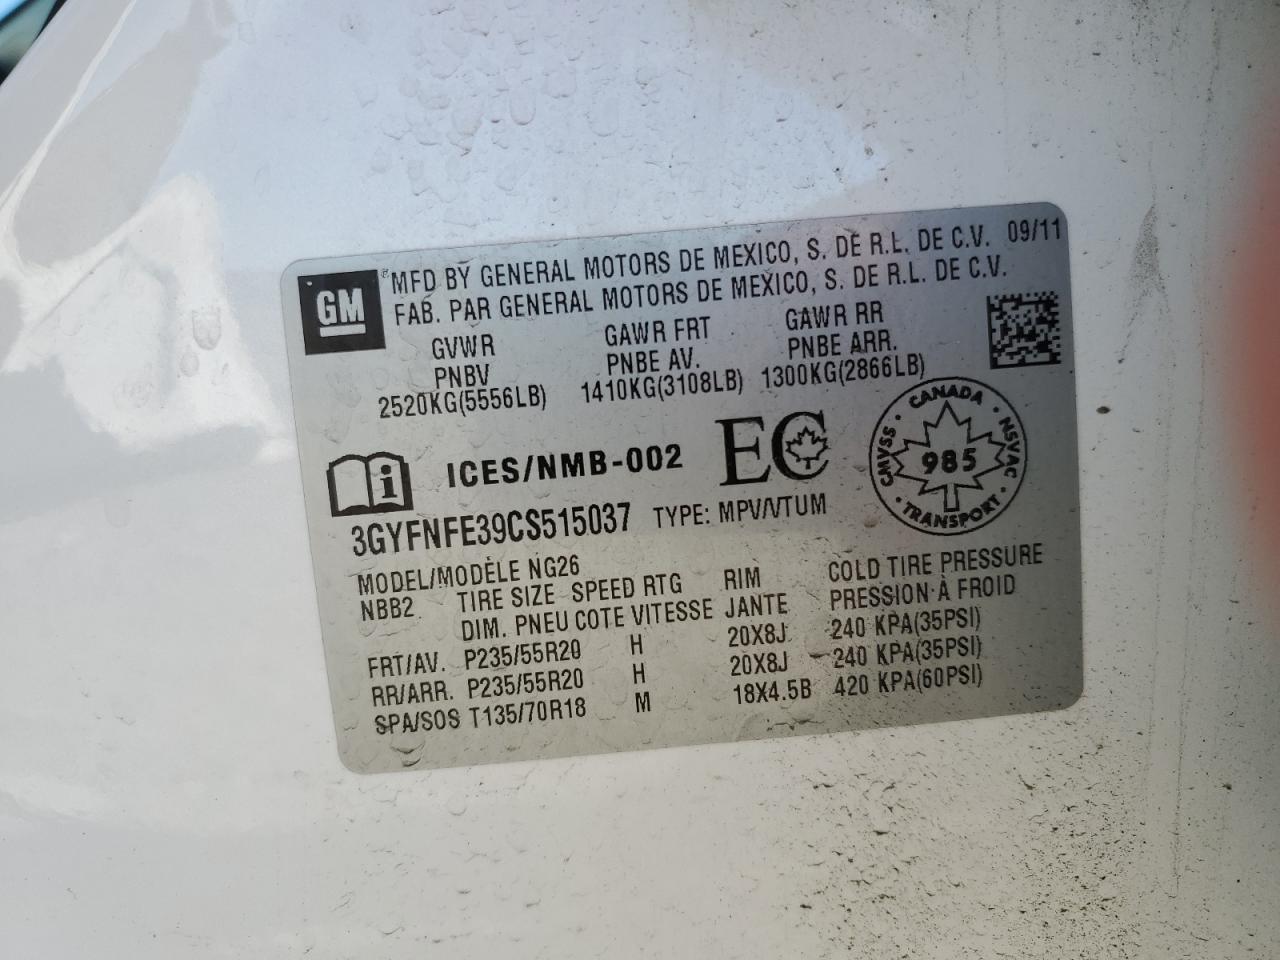 GM
® MFD BY GENERAL MOTORS DE MEXICO, S. DE R.L. DE C.V. 09/11
FAB. PAR GENERAL MOTORS DE MEXICO, S. DE R.L. DE C.V.
GVWR GAWR FRT GAWR RR
PNBV PNBE AV. PNBE ARR.
2520KG(5556LB) 1410KG(3108LB) 1300KG(2866LB)
i ICES/NMB-002 EC
CMVSS · CANADA · NSVAC · TRANSPORT ·
985
3GYFNFE39CS515037 TYPE: MPV/VTUM
MODEL/MODÈLE NG26
NBB2 TIRE SIZE SPEED RTG RIM COLD TIRE PRESSURE
DIM. PNEU COTE VITESSE JANTE PRESSION À FROID
FRT/AV. P235/55R20 H 20X8J 240 KPA(35PSI)
RR/ARR. P235/55R20 H 20X8J 240 KPA(35PSI)
SPA/SOS T135/70R18 M 18X4.5B 420 KPA(60PSI)